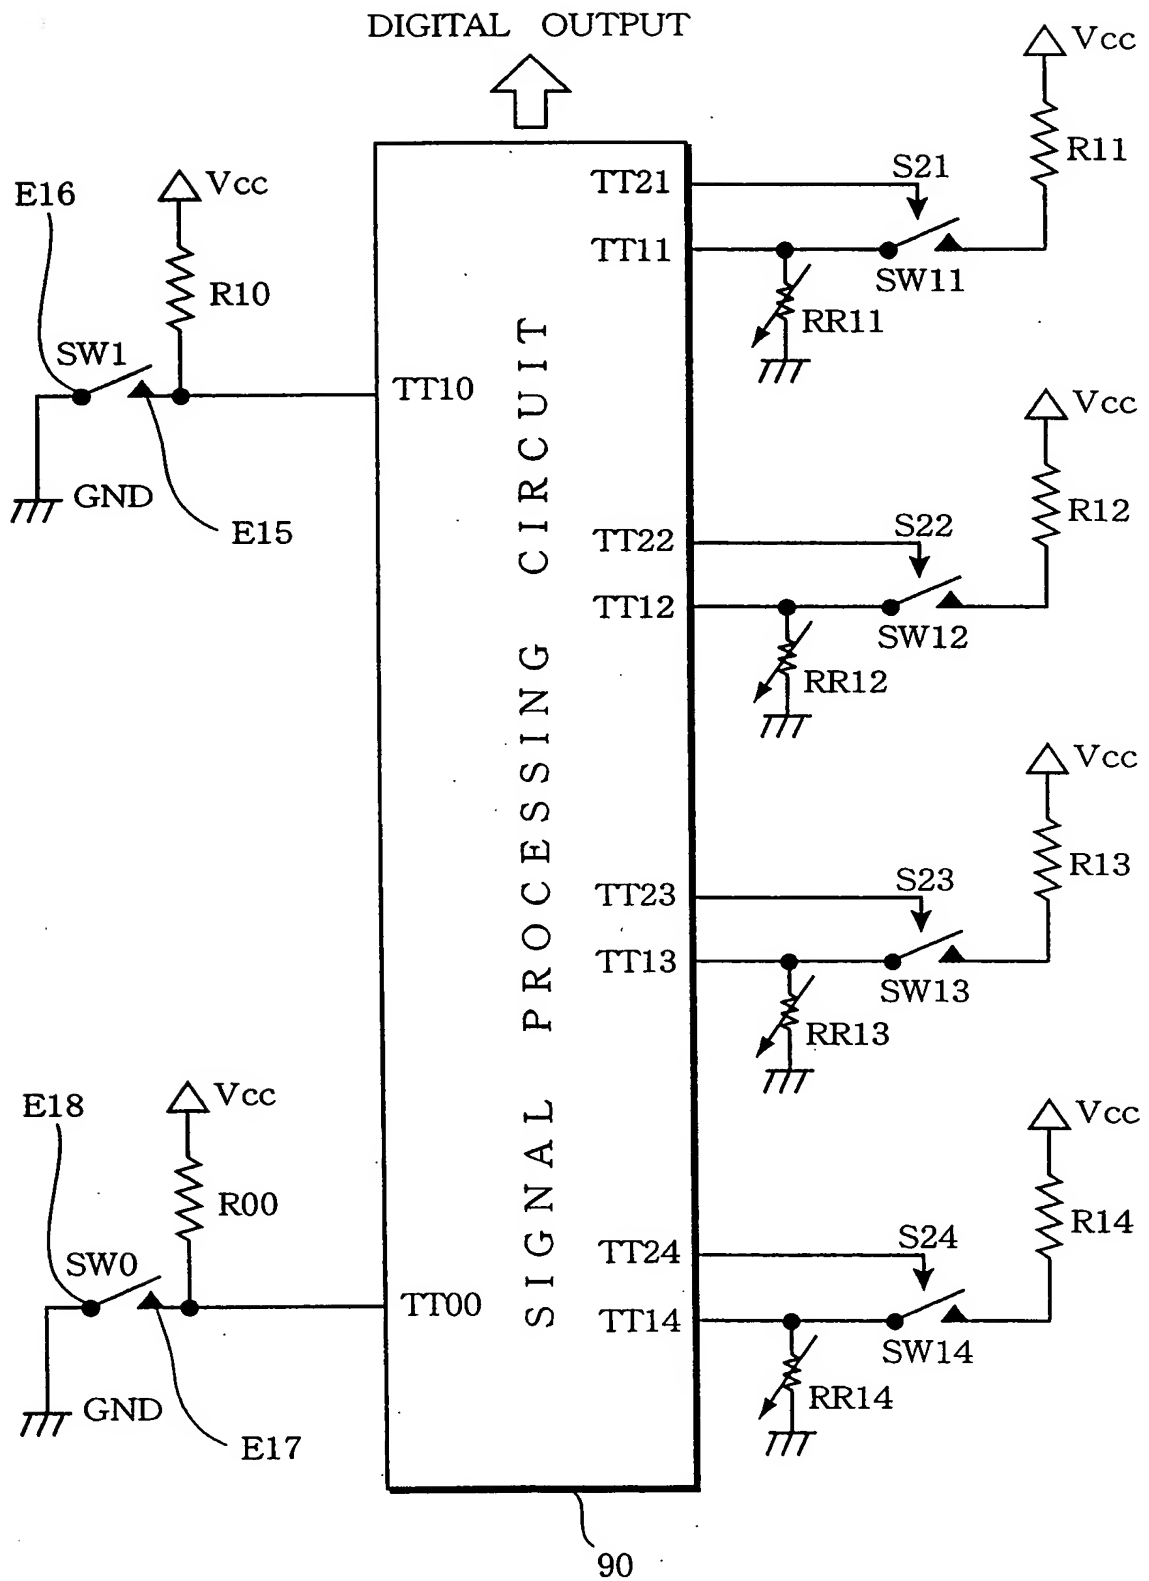 DIGITAL OUTPUT
Vcc
R11
S21
TT21
TT11
SW11
RR11
E16
Vcc
R10
SW1
TT10
GND
E15
Vcc
R12
S22
TT22
TT12
SW12
RR12
SIGNAL PROCESSING CIRCUIT
Vcc
R13
S23
TT23
TT13
SW13
RR13
E18
Vcc
R00
SW0
TT00
GND
E17
Vcc
R14
S24
TT24
TT14
SW14
RR14
90